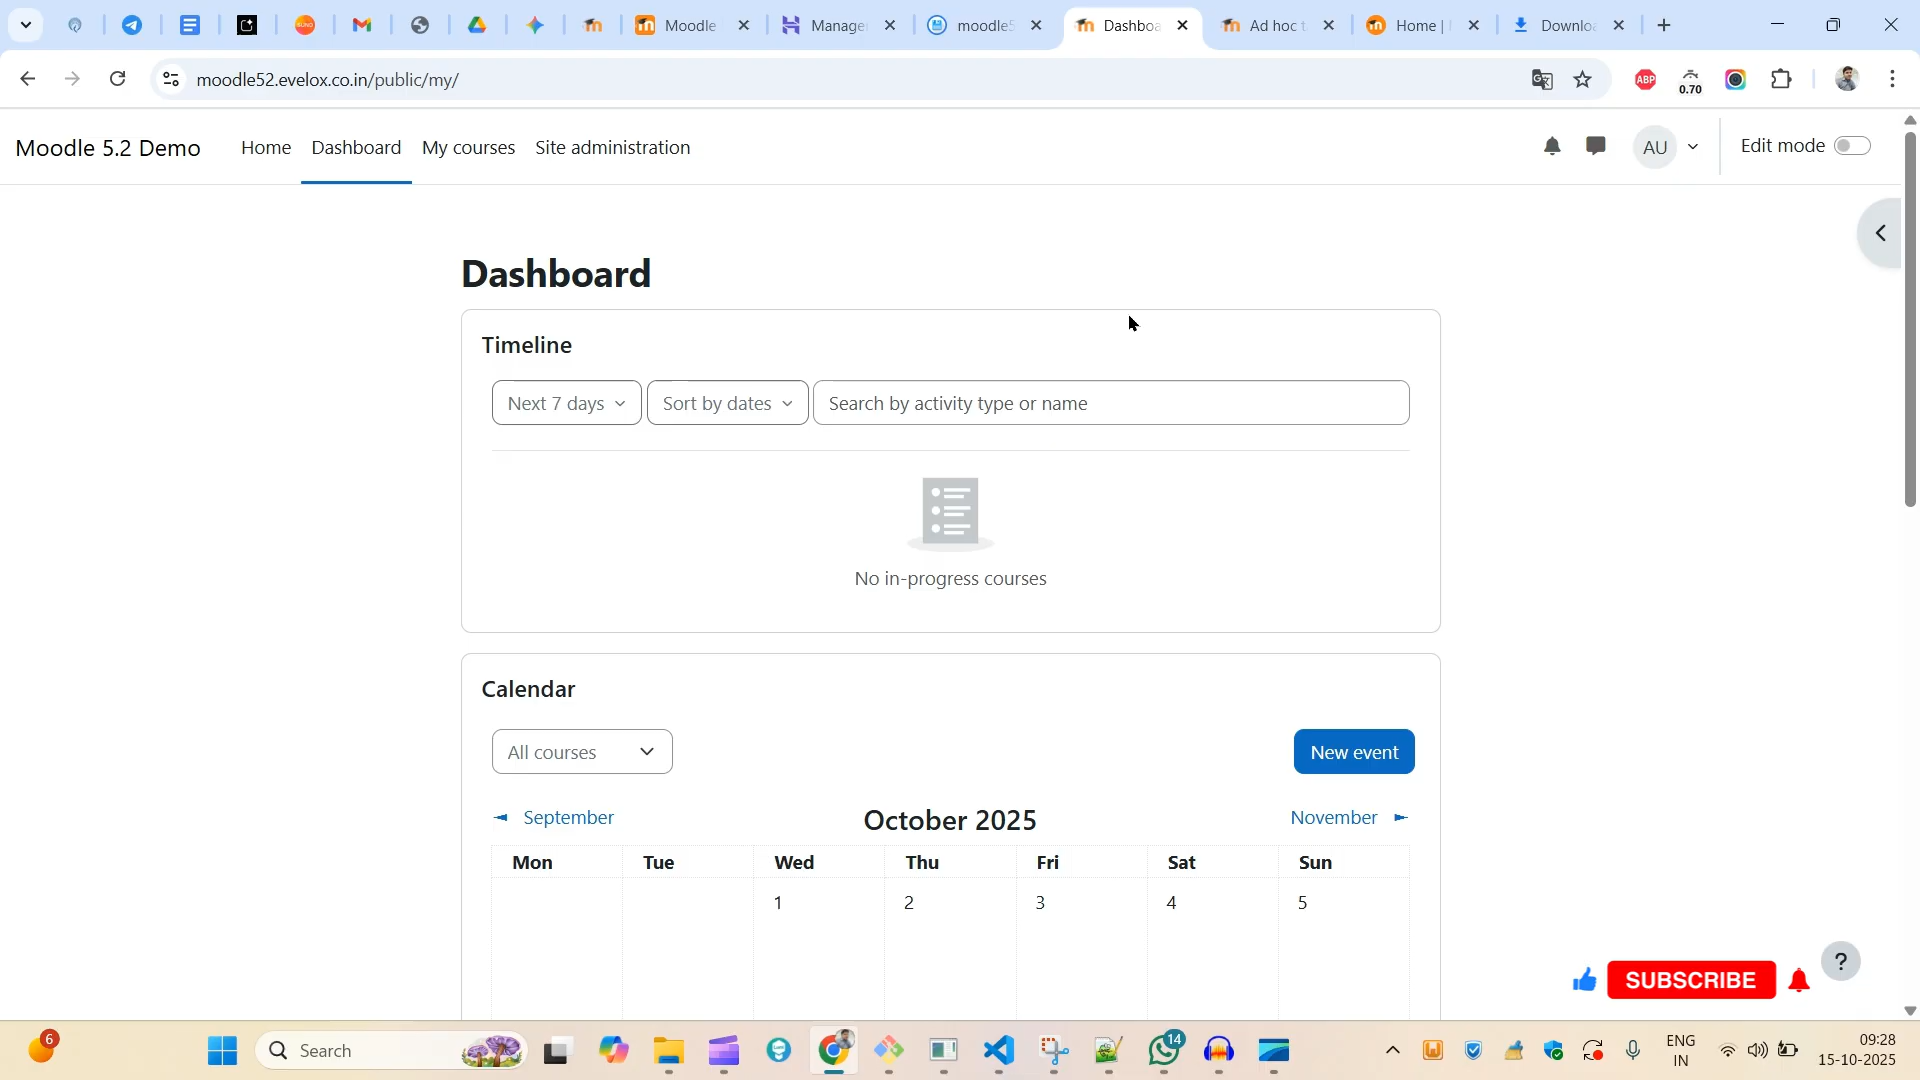 Moodle
Manage
moodle5
Dashboa
Ad hoc t
Home |
Downloa
moodle52.evelox.co.in/public/my/
ABP
0.70
Moodle 5.2 Demo
Home
Dashboard
My courses
Site administration
AU
Edit mode
Dashboard
Timeline
Next 7 days
Sort by dates
Search by activity type or name
No in-progress courses
Calendar
All courses
New event
◄ September
October 2025
November ►
Mon Tue Wed Thu Fri Sat Sun
1 2 3 4 5
SUBSCRIBE
?
6
Search
14
ENG
IN
09:28
15-10-2025